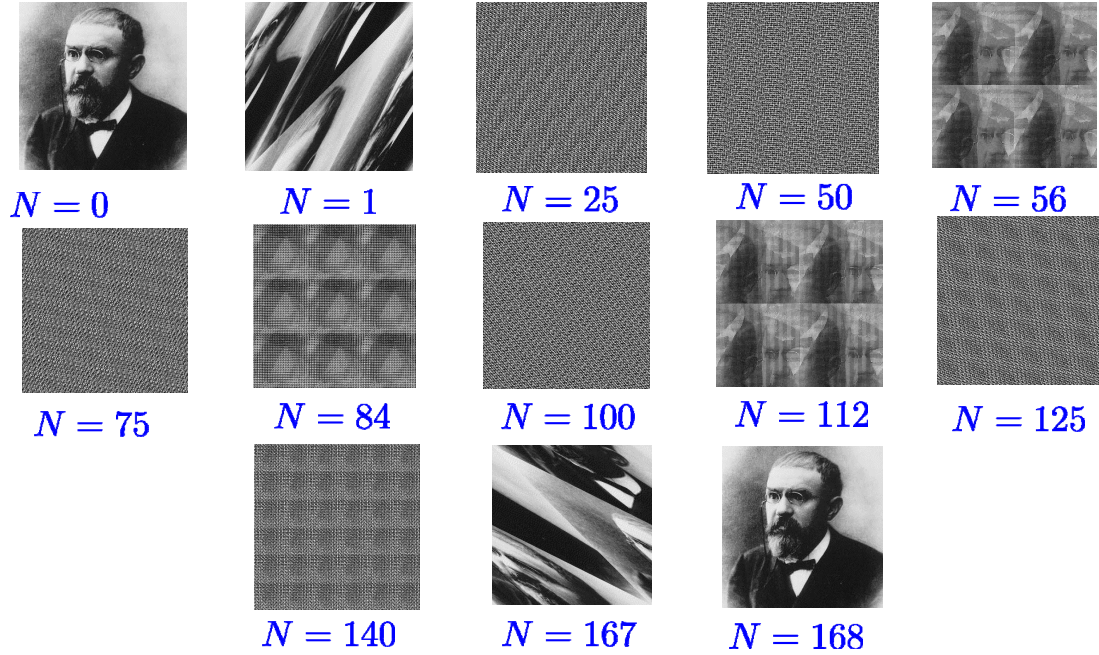 N = 0
N = 1
N = 25
N = 50
N = 56
N = 75
N = 84
N = 100
N = 112
N = 125
N = 140
N = 167
N = 168